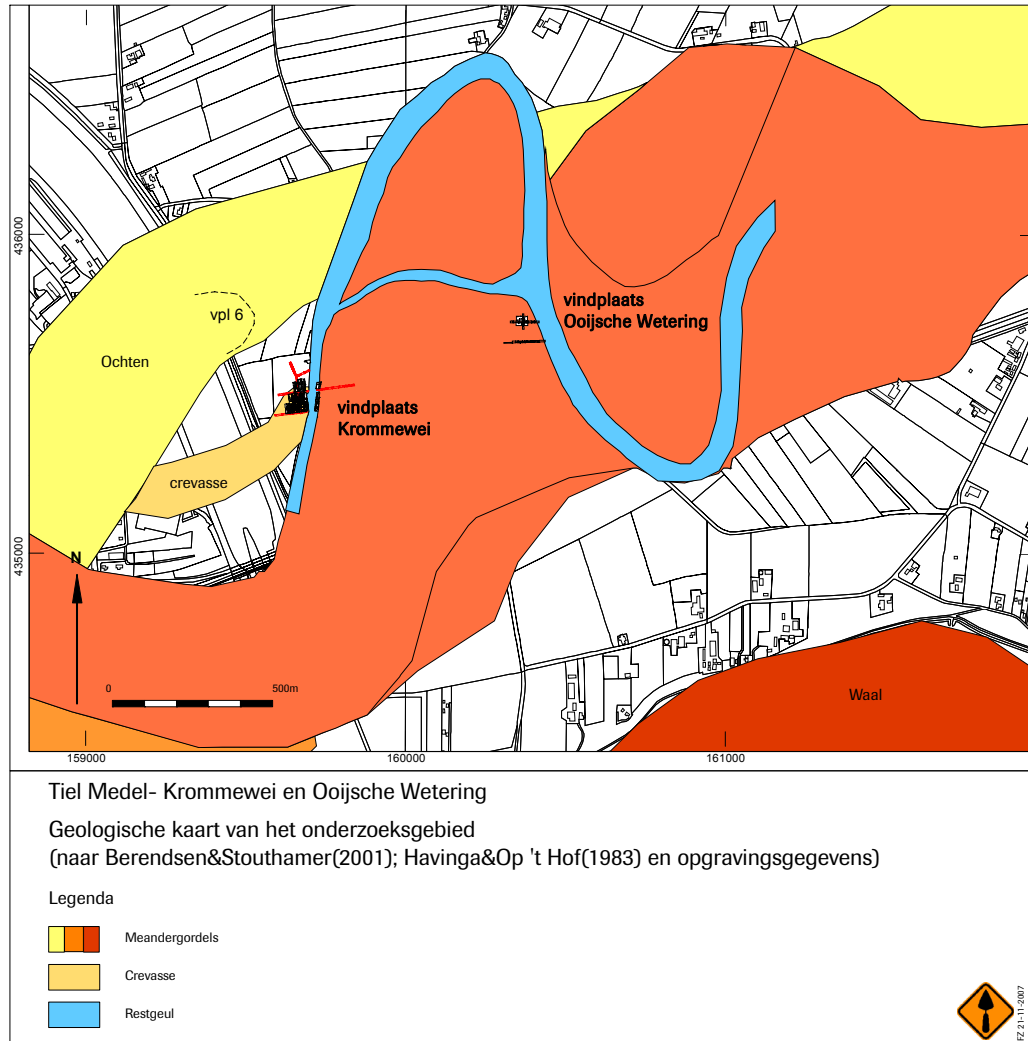 436000
435000
vpl 6
Ochten
vindplaats
Ooijsche Wetering
vindplaats
Krommewei
crevasse
N
0
500m
Waal
159000
160000
161000
Tiel Medel- Krommewei en Ooijsche Wetering
Geologische kaart van het onderzoeksgebied
(naar Berendsen&Stouthamer(2001); Havinga&Op 't Hof(1983) en opgravingsgegevens)
Legenda
Meandergordels
Crevasse
Restgeul
FZ 21-11-2007